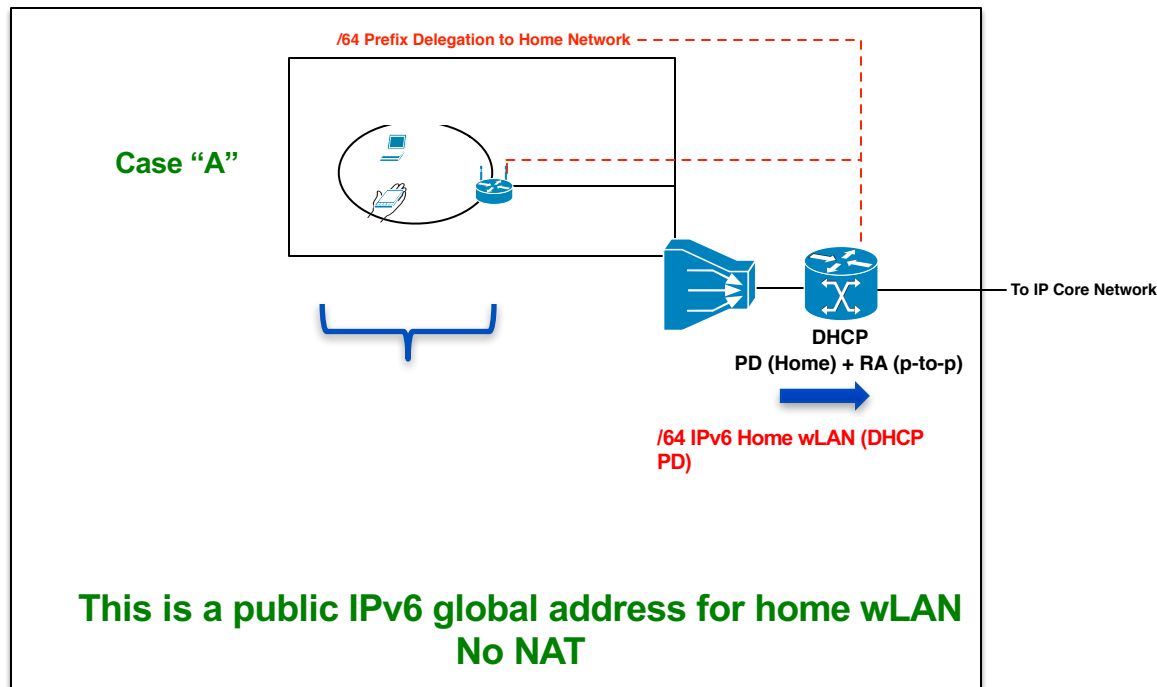 /64 Prefix Delegation to Home Network
Case “A”
To IP Core Network
DHCP
PD (Home) + RA (p-to-p)
/64 IPv6 Home wLAN (DHCP
PD)
This is a public IPv6 global address for home wLAN
No NAT